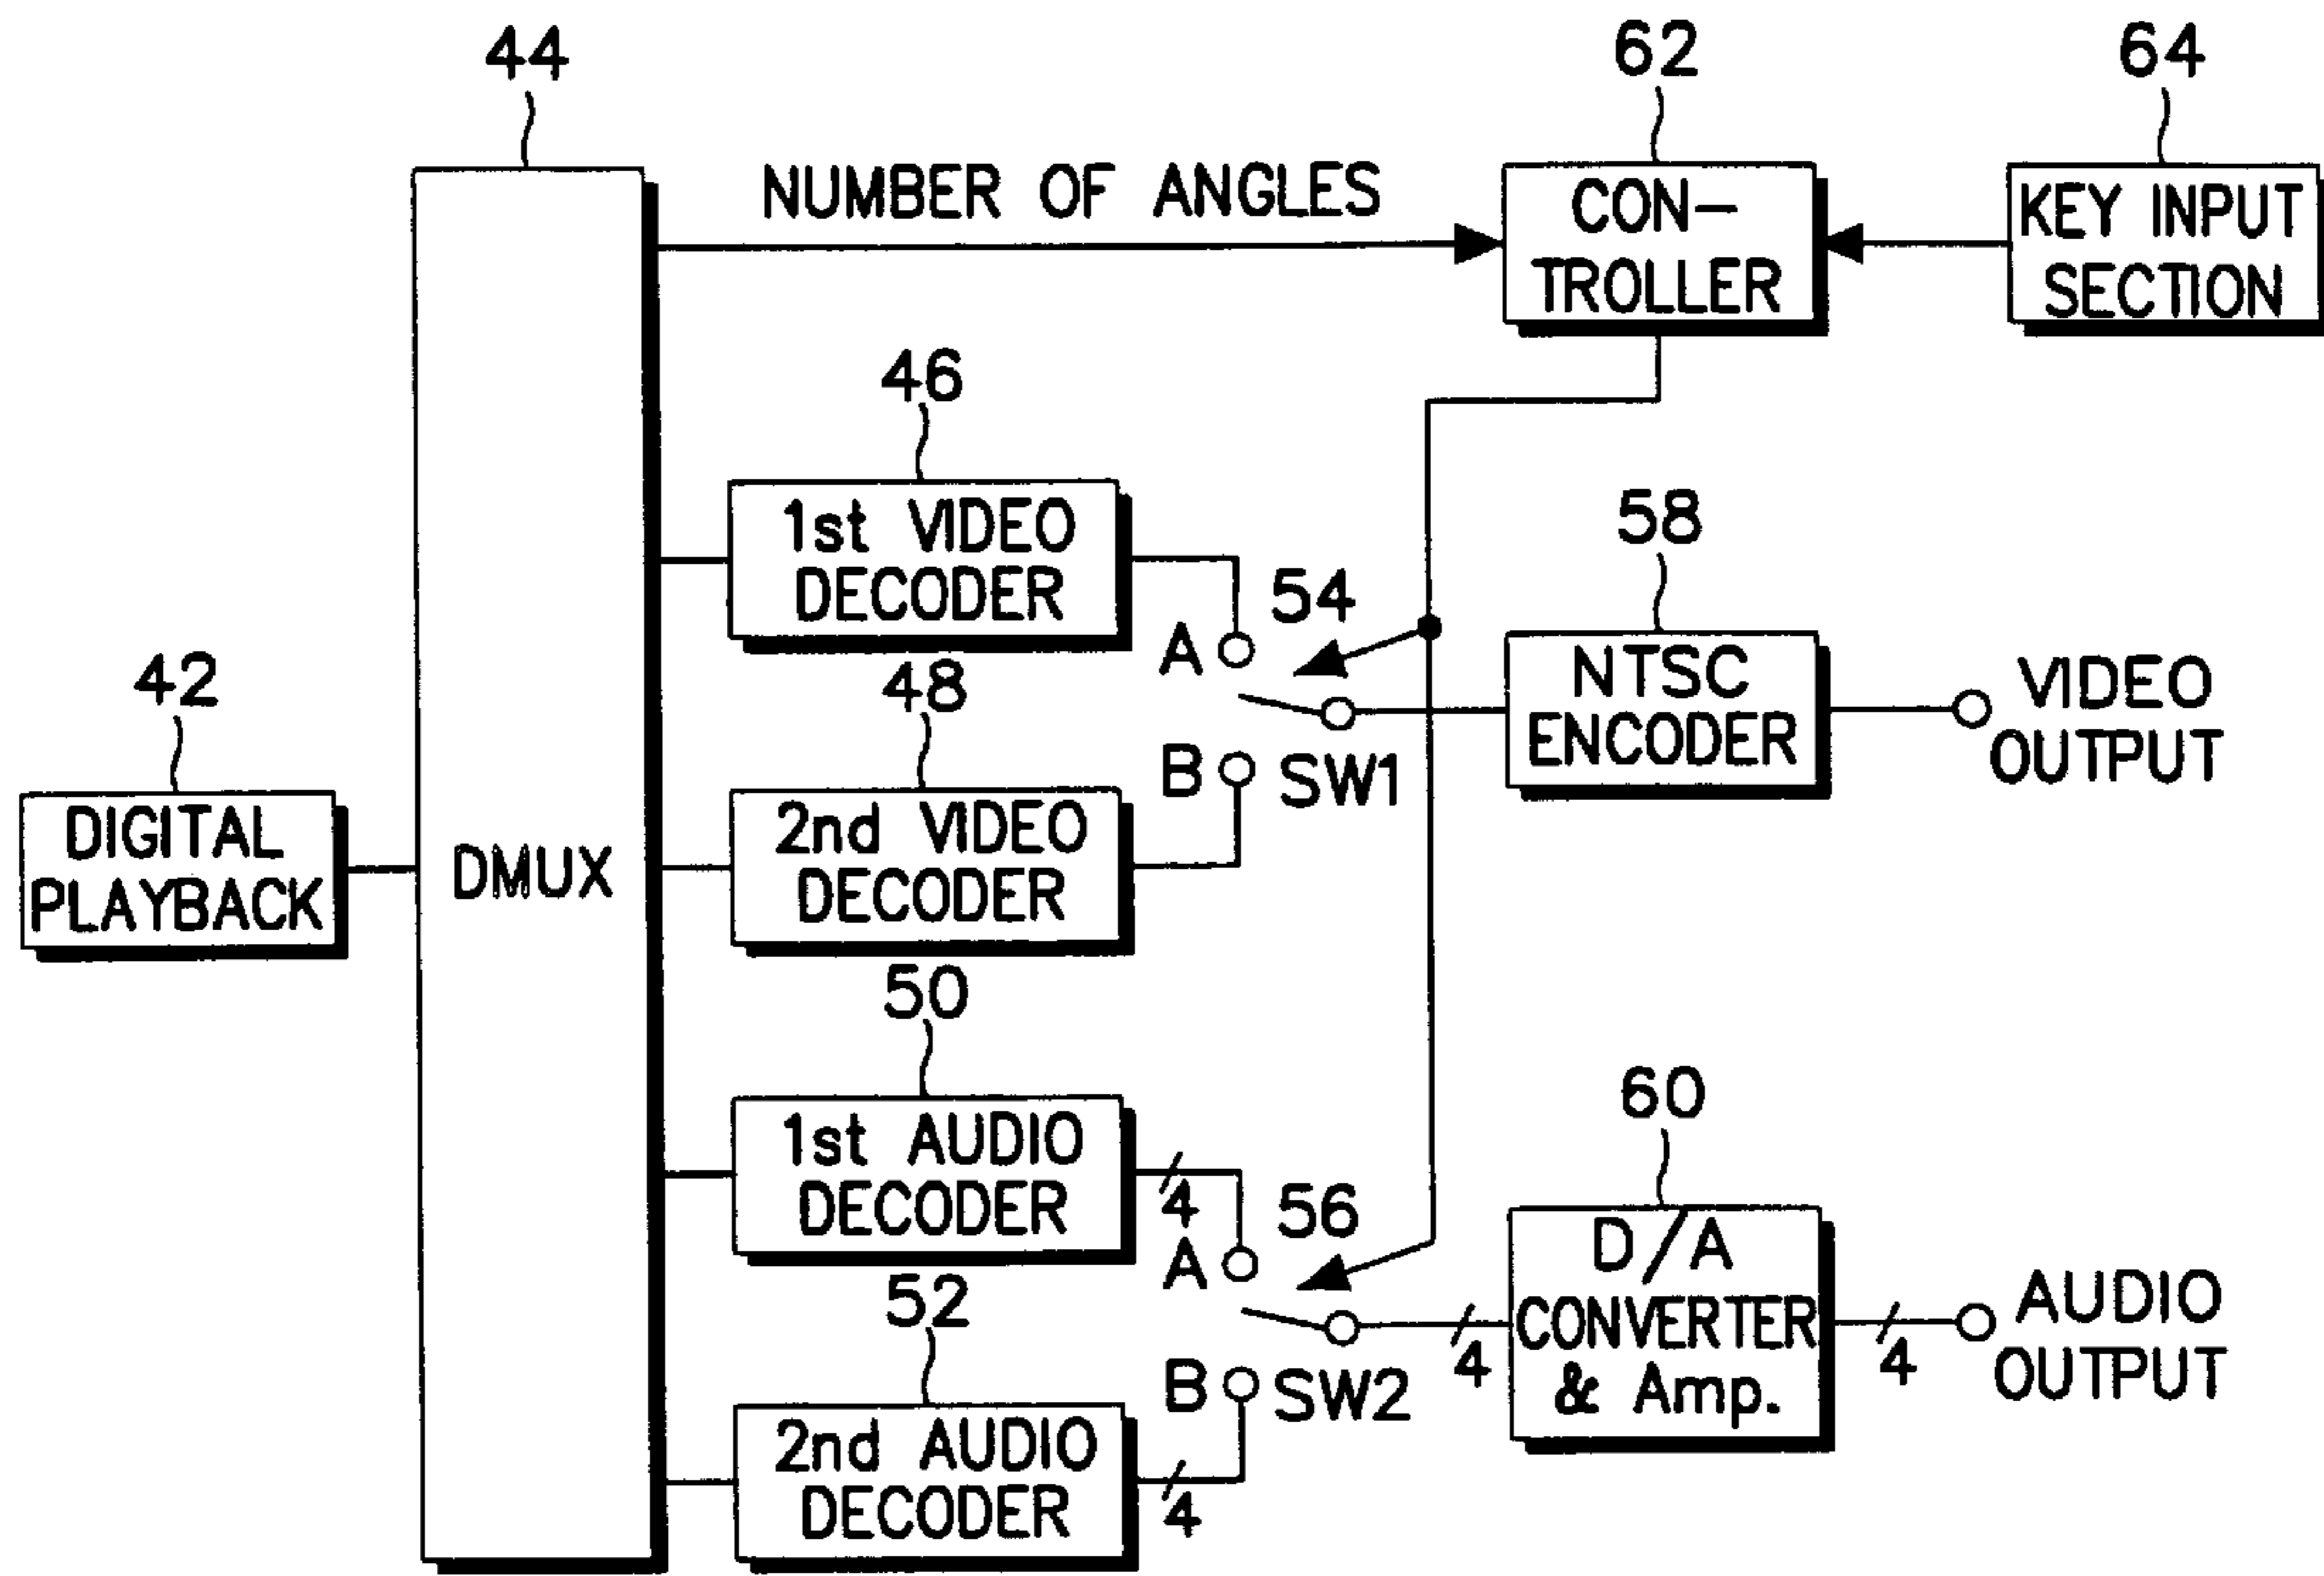 44
62
64
NUMBER OF ANGLES
CON-
TROLLER
KEY INPUT
SECTION
46
1st VIDEO
DECODER
54
A
58
NTSC
ENCODER
VIDEO
OUTPUT
42
DIGITAL
PLAYBACK
DMUX
48
B
SW1
2nd VIDEO
DECODER
50
1st AUDIO
DECODER
4
56
A
60
D/A
CONVERTER
& Amp.
4
4
AUDIO
OUTPUT
52
B
SW2
2nd AUDIO
DECODER
4